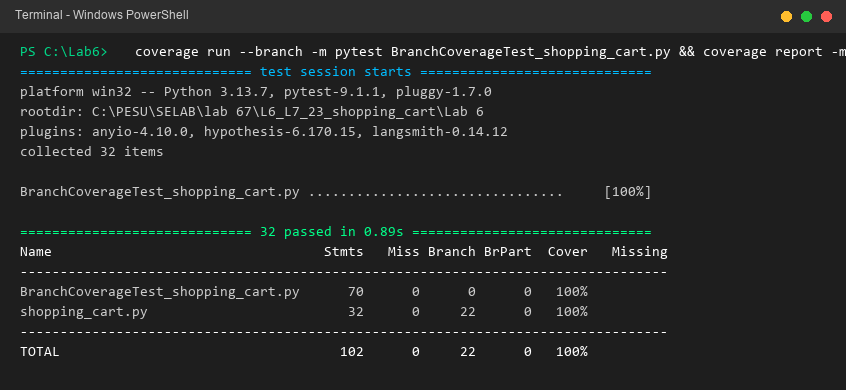 Terminal - Windows PowerShell
PS C:\Lab6> coverage run --branch -m pytest BranchCoverageTest_shopping_cart.py && coverage report -m
============================= test session starts =============================
platform win32 -- Python 3.13.7, pytest-9.1.1, pluggy-1.7.0
rootdir: C:\PESU\SELAB\lab 67\L6_L7_23_shopping_cart\Lab 6
plugins: anyio-4.10.0, hypothesis-6.170.15, langsmith-0.14.12
collected 32 items
BranchCoverageTest_shopping_cart.py ................................ [100%]
============================= 32 passed in 0.89s ==============================
Name Stmts Miss Branch BrPart Cover Missing
---------------------------------------------------------------------------------
BranchCoverageTest_shopping_cart.py 70 0 0 0 100%
shopping_cart.py 32 0 22 0 100%
---------------------------------------------------------------------------------
TOTAL 102 0 22 0 100%